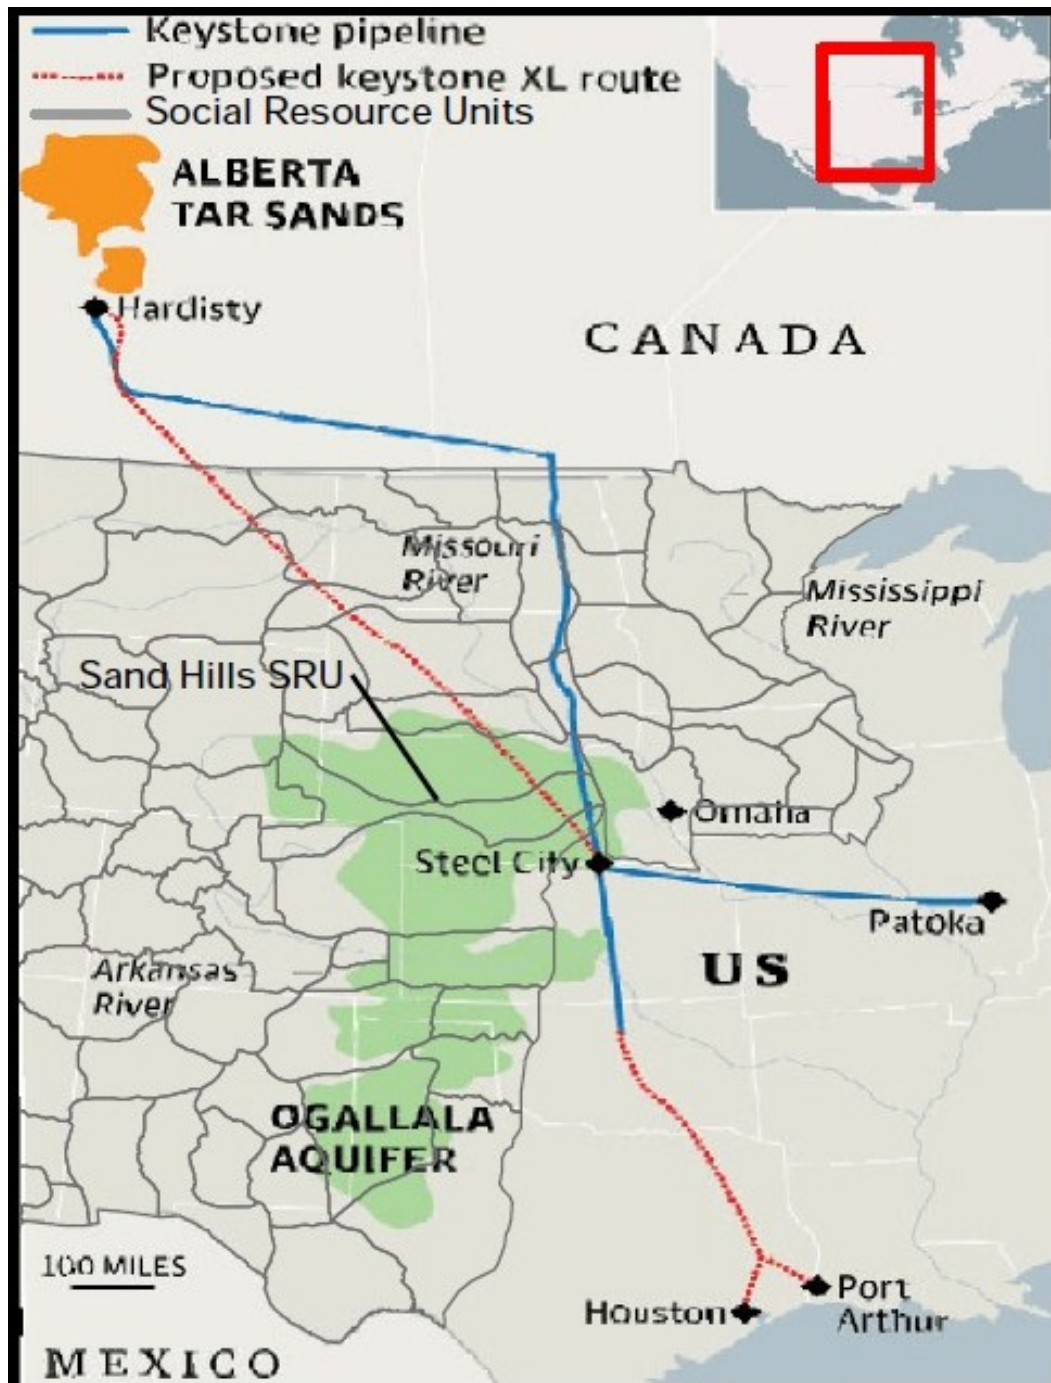 Keystone pipeline
Proposed keystone XL route
Social Resource Units
ALBERTA
TAR SANDS
Hardisty
CANADA
Missouri
River
Mississippi
River
Sand Hills SRU
Omaha
Steel City
Patoka
US
Arkansas
River
OGALLALA
AQUIFER
100 MILES
Port
Arthur
Houston
MEXICO